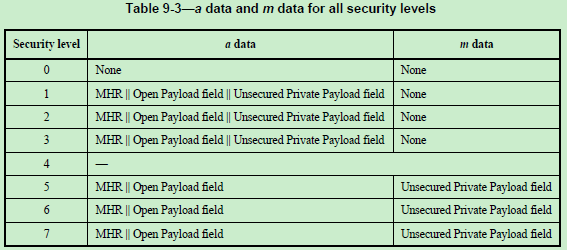 Table 9-3—a data and m data for all security levels
Security level a data m data
0 None None
1 MHR || Open Payload field || Unsecured Private Payload field None
2 MHR || Open Payload field || Unsecured Private Payload field None
3 MHR || Open Payload field || Unsecured Private Payload field None
4 —
5 MHR || Open Payload field Unsecured Private Payload field
6 MHR || Open Payload field Unsecured Private Payload field
7 MHR || Open Payload field Unsecured Private Payload field